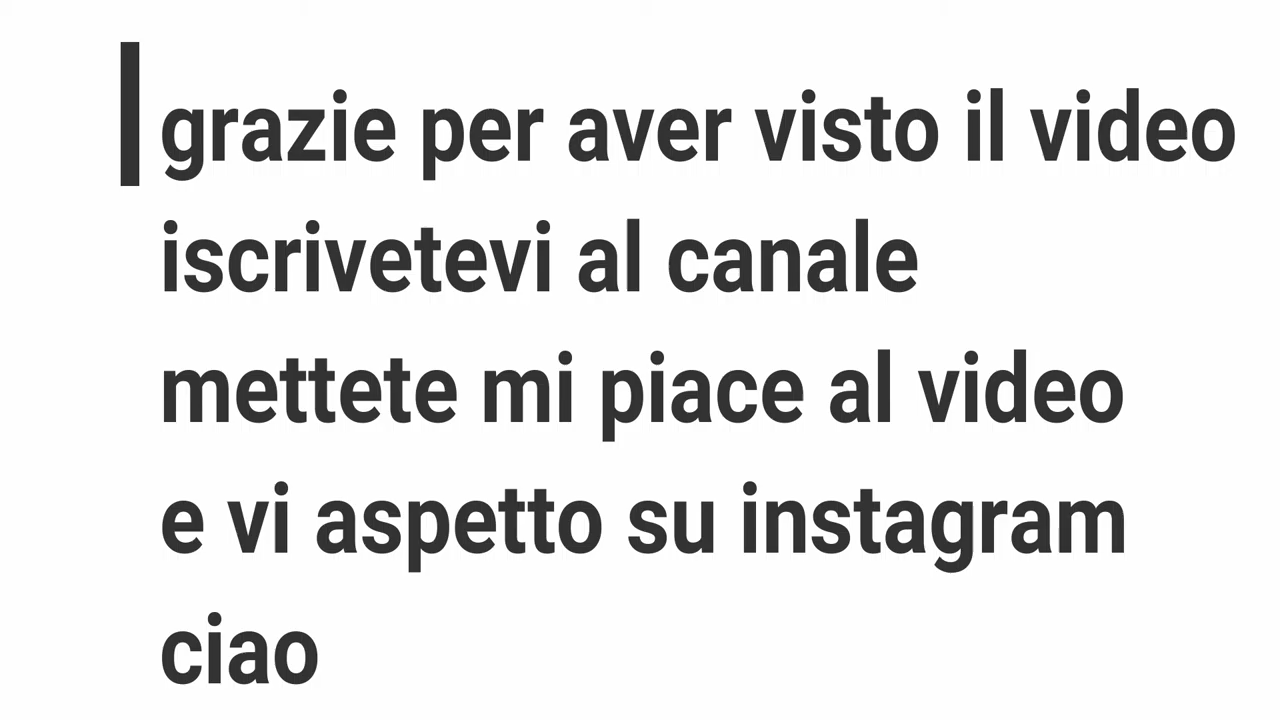 grazie per aver visto il video
iscrivetevi al canale
mettete mi piace al video
e vi aspetto su instagram
ciao